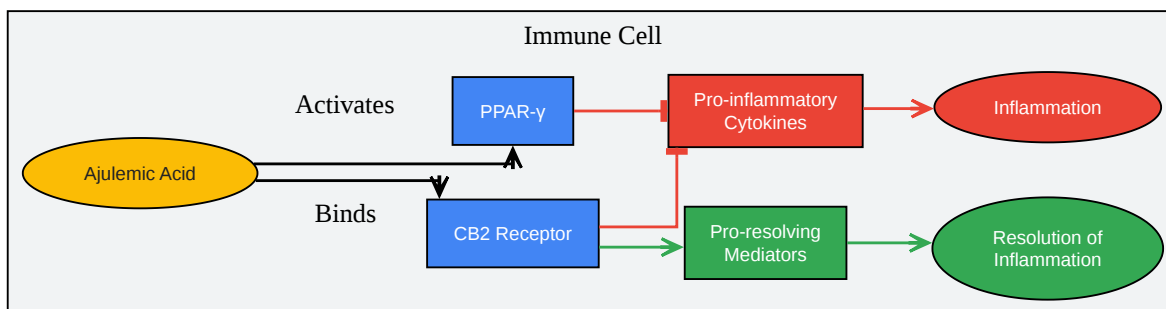 Immune Cell
Activates
PPAR-γ
Pro-inflammatory
Cytokines
Inflammation
Ajulemic Acid
Binds
CB2 Receptor
Pro-resolving
Mediators
Resolution of
Inflammation